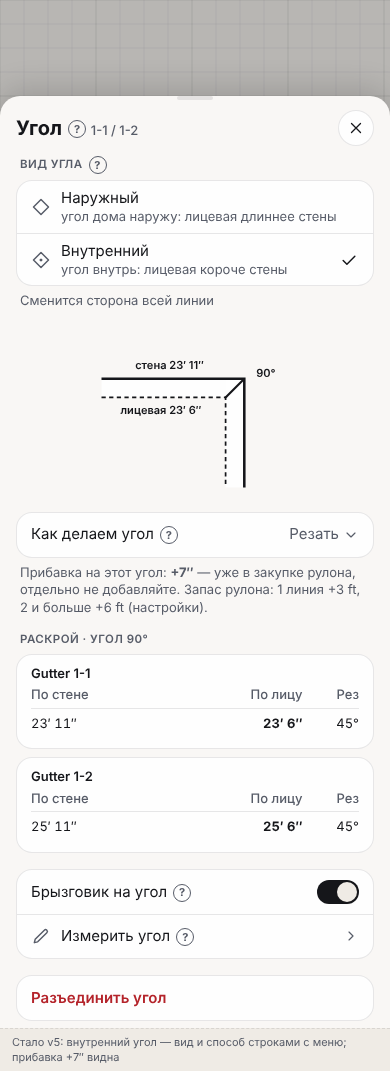 Угол ? 1-1 / 1-2
ВИД УГЛА ?
Наружный
угол дома наружу: лицевая длиннее стены
Внутренний
угол внутрь: лицевая короче стены
Сменится сторона всей линии
стена 23′ 11″
90°
лицевая 23′ 6″
Как делаем угол ? Резать
Прибавка на этот угол: +7″ — уже в закупке рулона,
отдельно не добавляйте. Запас рулона: 1 линия +3 ft,
2 и больше +6 ft (настройки).
РАСКРОЙ · УГОЛ 90°
Gutter 1-1
По стене По лицу Рез
23′ 11″ 23′ 6″ 45°
Gutter 1-2
По стене По лицу Рез
25′ 11″ 25′ 6″ 45°
Брызговик на угол ?
Измерить угол ?
Разъединить угол
Стало v5: внутренний угол — вид и способ строками с меню;
прибавка +7″ видна